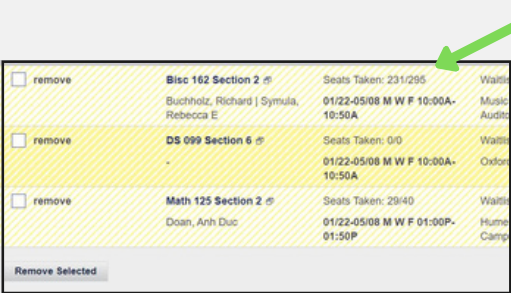 remove Bisc 162 Section 2 Seats Taken: 231/295 Waitlis
Buchholz, Richard | Symula, 01/22-05/08 M W F 10:00A- Music
Rebecca E 10:50A Audito
remove DS 099 Section 6 Seats Taken: 0/0 Waitlis
- 01/22-05/08 M W F 10:00A- Oxford
10:50A
remove Math 125 Section 2 Seats Taken: 29/40 Waitlis
Doan, Anh Duc 01/22-05/08 M W F 01:00P- Hume
01:50P Camp
Remove Selected